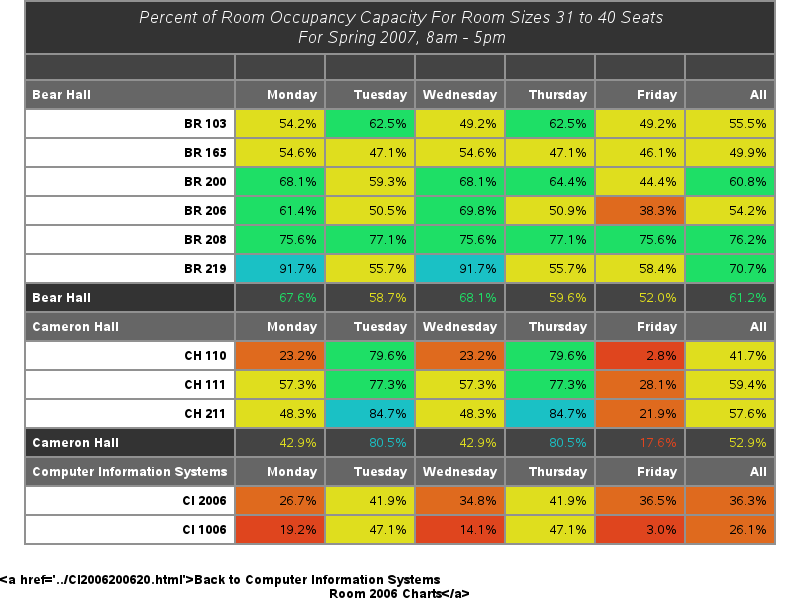 Percent of Room Occupancy Capacity For Room Sizes 31 to 40 Seats
For Spring 2007, 8am - 5pm
Bear Hall Monday Tuesday Wednesday Thursday Friday All
BR 103 54.2% 62.5% 49.2% 62.5% 49.2% 55.5%
BR 165 54.6% 47.1% 54.6% 47.1% 46.1% 49.9%
BR 200 68.1% 59.3% 68.1% 64.4% 44.4% 60.8%
BR 206 61.4% 50.5% 69.8% 50.9% 38.3% 54.2%
BR 208 75.6% 77.1% 75.6% 77.1% 75.6% 76.2%
BR 219 91.7% 55.7% 91.7% 55.7% 58.4% 70.7%
Bear Hall 67.6% 58.7% 68.1% 59.6% 52.0% 61.2%
Cameron Hall Monday Tuesday Wednesday Thursday Friday All
CH 110 23.2% 79.6% 23.2% 79.6% 2.8% 41.7%
CH 111 57.3% 77.3% 57.3% 77.3% 28.1% 59.4%
CH 211 48.3% 84.7% 48.3% 84.7% 21.9% 57.6%
Cameron Hall 42.9% 80.5% 42.9% 80.5% 17.6% 52.9%
Computer Information Systems Monday Tuesday Wednesday Thursday Friday All
CI 2006 26.7% 41.9% 34.8% 41.9% 36.5% 36.3%
CI 1006 19.2% 47.1% 14.1% 47.1% 3.0% 26.1%
<a href='../CI2006200620.html'>Back to Computer Information Systems
Room 2006 Charts</a>